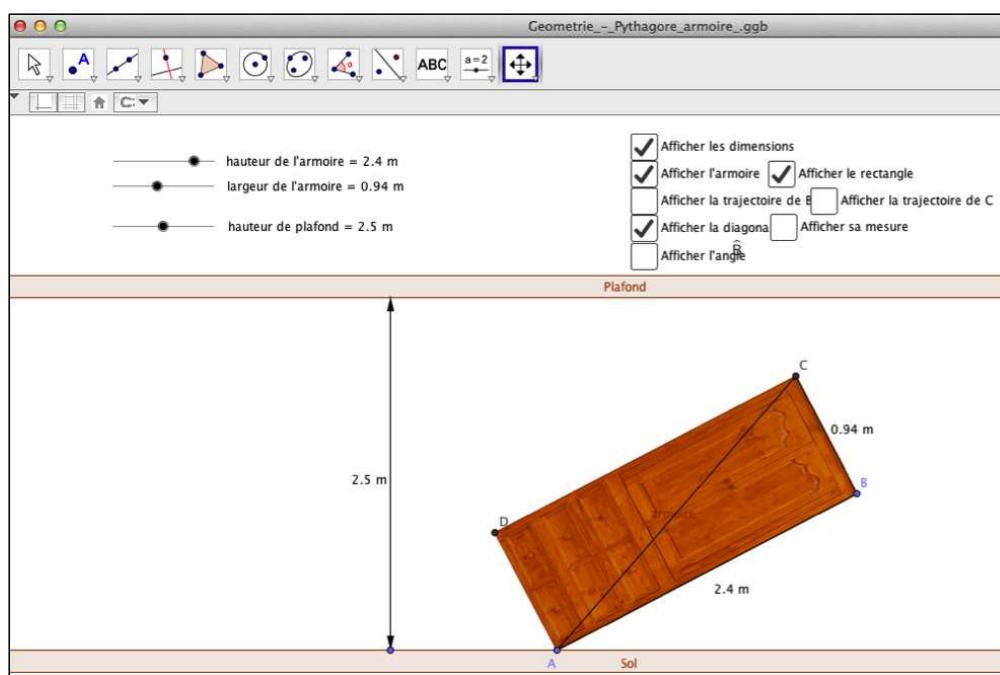 Geometrie_-_Pythagore_armoire_.ggb
A
ABC
a=2
hauteur de l'armoire = 2.4 m
largeur de l'armoire = 0.94 m
hauteur de plafond = 2.5 m
Afficher les dimensions
Afficher l'armoire
Afficher le rectangle
Afficher la trajectoire de B
Afficher la trajectoire de C
Afficher la diagona
Afficher sa mesure
Afficher l'angle
Plafond
C
0.94 m
2.5 m
B
D
armoire
2.4 m
A
Sol